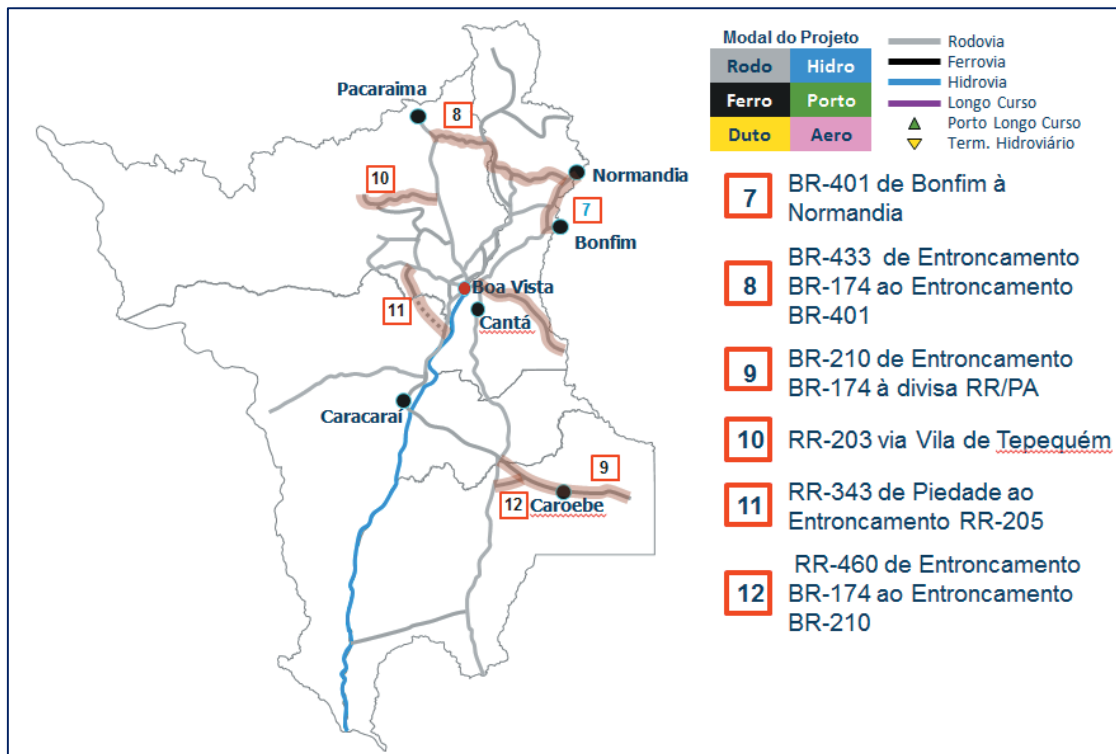 Modal do Projeto
Rodo
Hidro
Ferro
Porto
Duto
Aero
Rodovia
Ferrovia
Hidrovia
Longo Curso
Porto Longo Curso
Term. Hidroviário
Pacaraima
8
10
Normandia
7
Bonfim
Boa Vista
11
Cantá
Caracaraí
9
12
Caroebe
7
BR-401 de Bonfim à
Normandia
8
BR-433 de Entroncamento
BR-174 ao Entroncamento
BR-401
9
BR-210 de Entroncamento
BR-174 à divisa RR/PA
10
RR-203 via Vila de Tepequém
11
RR-343 de Piedade ao
Entroncamento RR-205
12
RR-460 de Entroncamento
BR-174 ao Entroncamento
BR-210